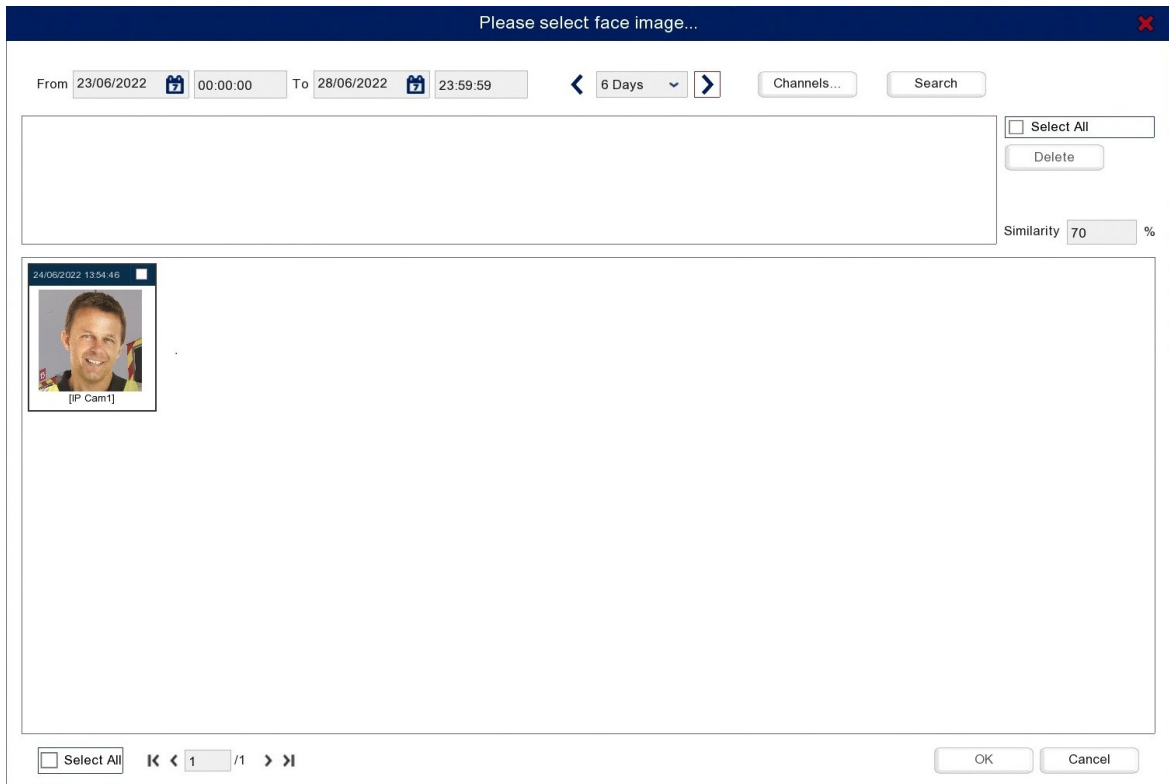 Please select face image...
From 23/06/2022 00:00:00 To 28/06/2022 23:59:59 6 Days Channels... Search
Select All
Delete
Similarity 70 %
24/06/2022 13:54:46
[IP Cam1]
Select All 1 /1 OK Cancel